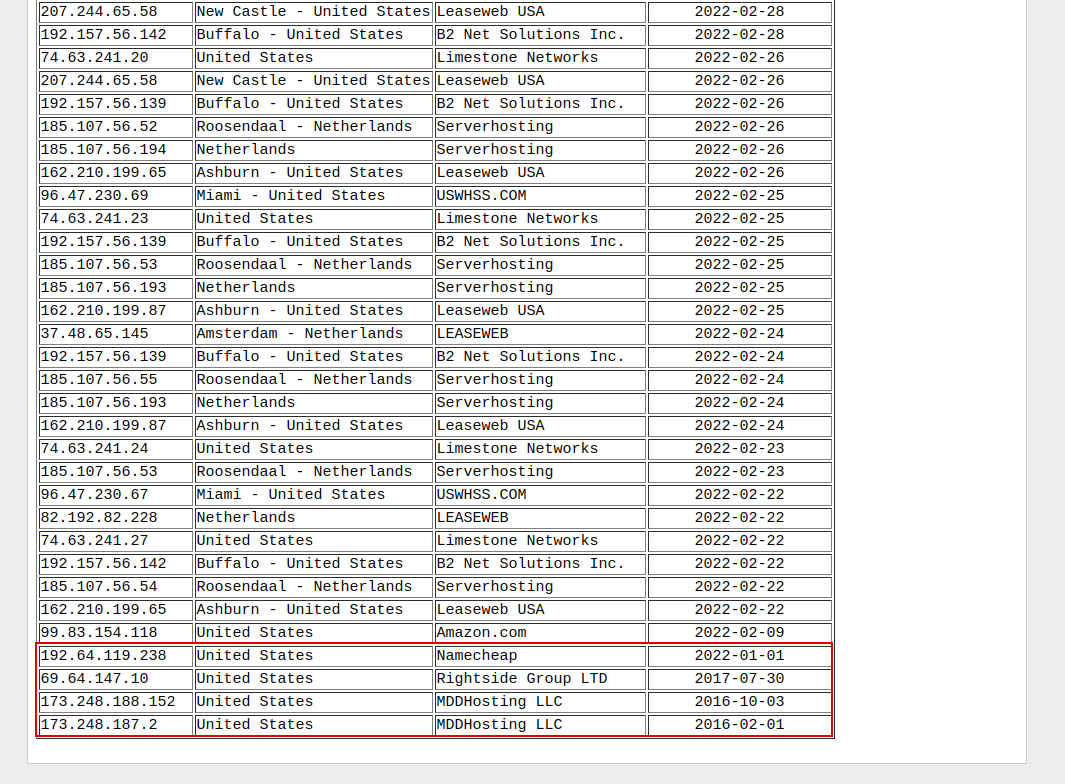 207.244.65.58 New Castle - United States Leaseweb USA 2022-02-28
192.157.56.142 Buffalo - United States B2 Net Solutions Inc. 2022-02-28
74.63.241.20 United States Limestone Networks 2022-02-26
207.244.65.58 New Castle - United States Leaseweb USA 2022-02-26
192.157.56.139 Buffalo - United States B2 Net Solutions Inc. 2022-02-26
185.107.56.52 Roosendaal - Netherlands Serverhosting 2022-02-26
185.107.56.194 Netherlands Serverhosting 2022-02-26
162.210.199.65 Ashburn - United States Leaseweb USA 2022-02-26
96.47.230.69 Miami - United States USWHSS.COM 2022-02-25
74.63.241.23 United States Limestone Networks 2022-02-25
192.157.56.139 Buffalo - United States B2 Net Solutions Inc. 2022-02-25
185.107.56.53 Roosendaal - Netherlands Serverhosting 2022-02-25
185.107.56.193 Netherlands Serverhosting 2022-02-25
162.210.199.87 Ashburn - United States Leaseweb USA 2022-02-25
37.48.65.145 Amsterdam - Netherlands LEASEWEB 2022-02-24
192.157.56.139 Buffalo - United States B2 Net Solutions Inc. 2022-02-24
185.107.56.55 Roosendaal - Netherlands Serverhosting 2022-02-24
185.107.56.193 Netherlands Serverhosting 2022-02-24
162.210.199.87 Ashburn - United States Leaseweb USA 2022-02-24
74.63.241.24 United States Limestone Networks 2022-02-23
185.107.56.53 Roosendaal - Netherlands Serverhosting 2022-02-23
96.47.230.67 Miami - United States USWHSS.COM 2022-02-22
82.192.82.228 Netherlands LEASEWEB 2022-02-22
74.63.241.27 United States Limestone Networks 2022-02-22
192.157.56.142 Buffalo - United States B2 Net Solutions Inc. 2022-02-22
185.107.56.54 Roosendaal - Netherlands Serverhosting 2022-02-22
162.210.199.65 Ashburn - United States Leaseweb USA 2022-02-22
99.83.154.118 United States Amazon.com 2022-02-09
192.64.119.238 United States Namecheap 2022-01-01
69.64.147.10 United States Rightside Group LTD 2017-07-30
173.248.188.152 United States MDDHosting LLC 2016-10-03
173.248.187.2 United States MDDHosting LLC 2016-02-01